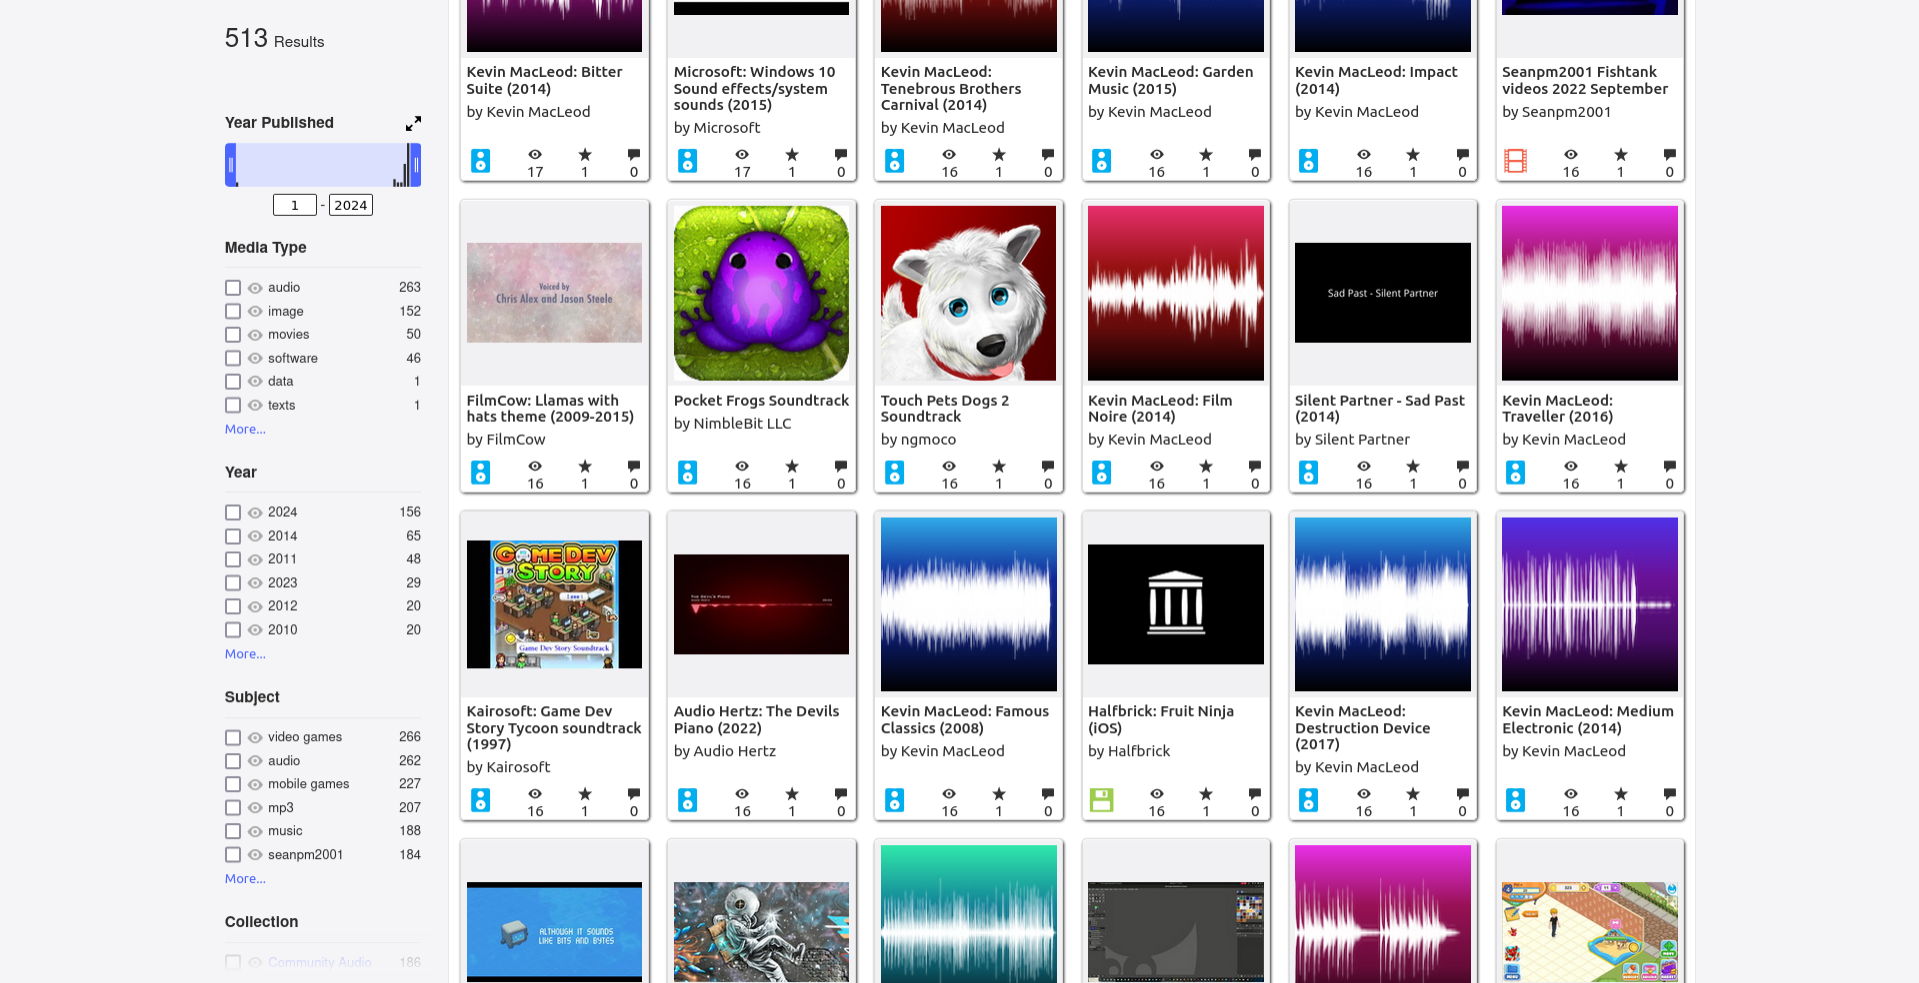 513 Results
Year Published
1 - 2024
Media Type
audio 263
image 152
movies 50
software 46
data 1
texts 1
More...
Year
2024 156
2014 65
2011 48
2023 29
2012 20
2010 20
More...
Subject
video games 266
audio 262
mobile games 227
mp3 207
music 188
seanpm2001 184
More...
Collection
Community Audio 186
Kevin MacLeod: Bitter
Suite (2014)
by Kevin MacLeod
17 1 0
Microsoft: Windows 10
Sound effects/system
sounds (2015)
by Microsoft
17 1 0
Kevin MacLeod:
Tenebrous Brothers
Carnival (2014)
by Kevin MacLeod
16 1 0
Kevin MacLeod: Garden
Music (2015)
by Kevin MacLeod
16 1 0
Kevin MacLeod: Impact
(2014)
by Kevin MacLeod
16 1 0
Seanpm2001 Fishtank
videos 2022 September
by Seanpm2001
16 1 0
Voiced by
Chris Alex and Jason Steele
FilmCow: Llamas with
hats theme (2009-2015)
by FilmCow
16 1 0
Pocket Frogs Soundtrack
by NimbleBit LLC
16 1 0
Touch Pets Dogs 2
Soundtrack
by ngmoco
16 1 0
Kevin MacLeod: Film
Noire (2014)
by Kevin MacLeod
16 1 0
Sad Past - Silent Partner
Silent Partner - Sad Past
(2014)
by Silent Partner
16 1 0
Kevin MacLeod:
Traveller (2016)
by Kevin MacLeod
16 1 0
GAME DEV
STORY
Game Dev Story Soundtrack
Kairosoft: Game Dev
Story Tycoon soundtrack
(1997)
by Kairosoft
16 1 0
THE DEVIL'S PIANO
Audio Hertz: The Devils
Piano (2022)
by Audio Hertz
16 1 0
Kevin MacLeod: Famous
Classics (2008)
by Kevin MacLeod
16 1 0
Halfbrick: Fruit Ninja
(iOS)
by Halfbrick
16 1 0
Kevin MacLeod:
Destruction Device
(2017)
by Kevin MacLeod
16 1 0
Kevin MacLeod: Medium
Electronic (2014)
by Kevin MacLeod
16 1 0
ALTHOUGH IT SOUNDS
LIKE BITS AND BYTES